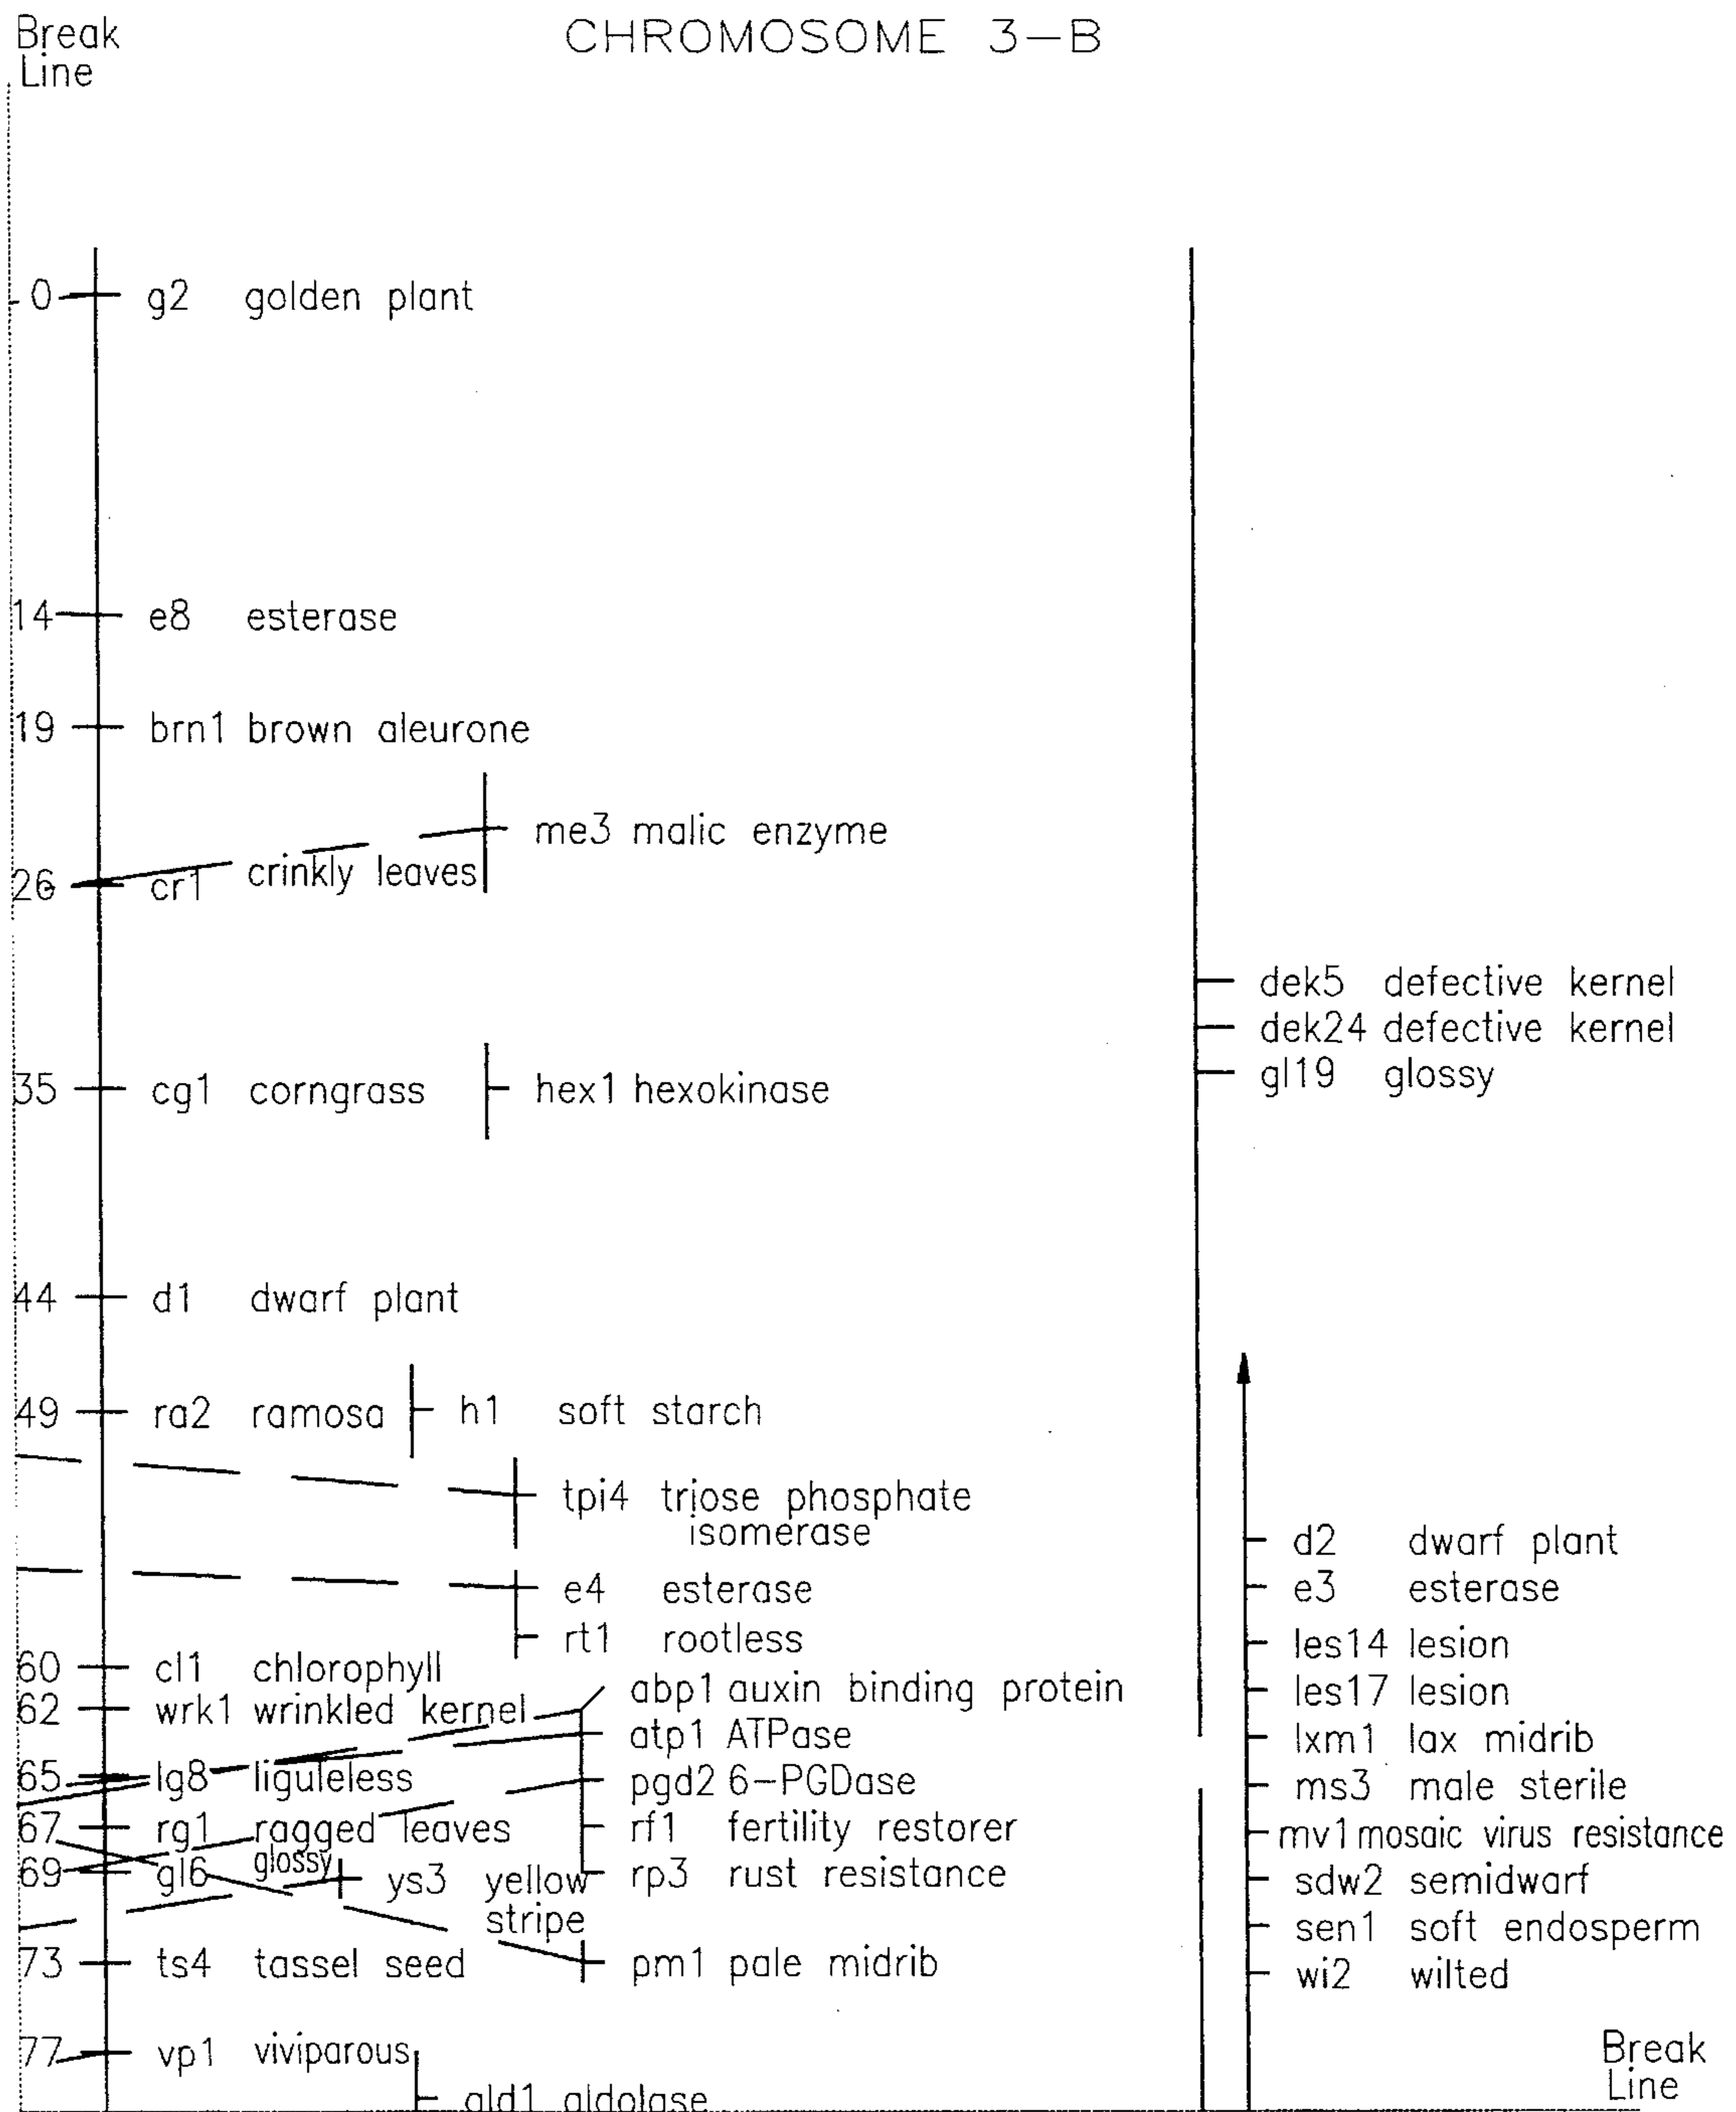 Break
Line
CHROMOSOME 3-B
0 g2 golden plant
14 e8 esterase
19 brn1 brown aleurone
me3 malic enzyme
26 cr1 crinkly leaves
dek5 defective kernel
dek24 defective kernel
gl19 glossy
35 cg1 corngrass hex1 hexokinase
44 d1 dwarf plant
49 ra2 ramosa h1 soft starch
tpi4 triose phosphate
isomerase
d2 dwarf plant
e4 esterase
e3 esterase
rt1 rootless
les14 lesion
60 cl1 chlorophyll
abp1 auxin binding protein
les17 lesion
62 wrk1 wrinkled kernel
atp1 ATPase
lxm1 lax midrib
65 lg8 liguleless
pgd2 6-PGDase
ms3 male sterile
67 rg1 ragged leaves
rf1 fertility restorer
mv1 mosaic virus resistance
69 gl6 glossy
ys3 yellow
stripe
rp3 rust resistance
sdw2 semidwarf
sen1 soft endosperm
73 ts4 tassel seed
pm1 pale midrib
wi2 wilted
77 vp1 viviparous
ald1 aldolase
Break
Line